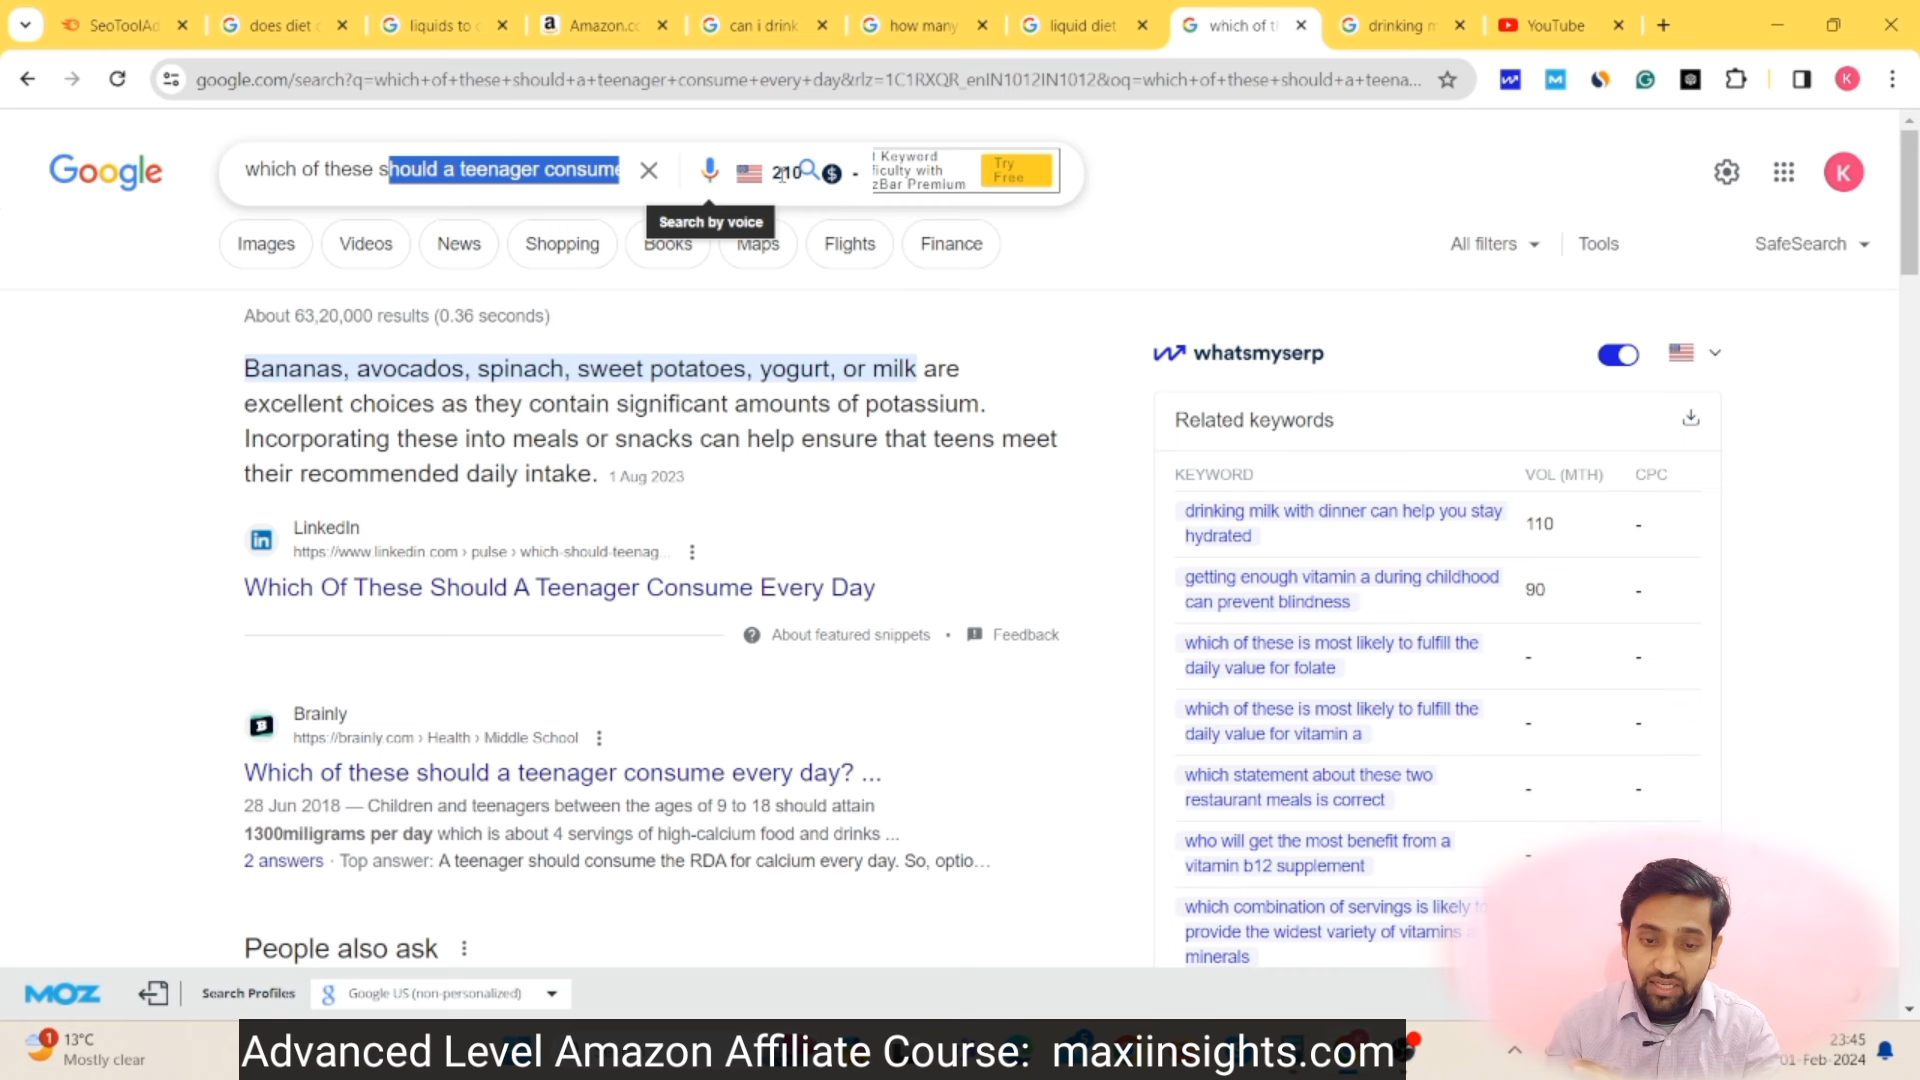 SeoToolAd
does diet
liquids to
Amazon.co
can i drink
how many
liquid diet
which of t
drinking m
YouTube
google.com/search?q=which+of+these+should+a+teenager+consume+every+day&rlz=1C1RXQR_enIN1012IN1012&oq=which+of+these+should+a+teena...
K
Google
which of these should a teenager consume
210
-
l Keyword
ficulty with
zBar Premium
Try
Free
K
Search by voice
Images
Videos
News
Shopping
Books
Maps
Flights
Finance
All filters
Tools
SafeSearch
About 63,20,000 results (0.36 seconds)
Bananas, avocados, spinach, sweet potatoes, yogurt, or milk are
excellent choices as they contain significant amounts of potassium.
Incorporating these into meals or snacks can help ensure that teens meet
their recommended daily intake. 1 Aug 2023
LinkedIn
https://www.linkedin.com › pulse › which-should-teenag...
Which Of These Should A Teenager Consume Every Day
About featured snippets • Feedback
Brainly
https://brainly.com › Health › Middle School
Which of these should a teenager consume every day? ...
28 Jun 2018 — Children and teenagers between the ages of 9 to 18 should attain
1300miligrams per day which is about 4 servings of high-calcium food and drinks ...
2 answers · Top answer: A teenager should consume the RDA for calcium every day. So, optio...
People also ask
whatsmyserp
Related keywords
KEYWORD VOL (MTH) CPC
drinking milk with dinner can help you stay
hydrated
110
-
getting enough vitamin a during childhood
can prevent blindness
90
-
which of these is most likely to fulfill the
daily value for folate
-
-
which of these is most likely to fulfill the
daily value for vitamin a
-
-
which statement about these two
restaurant meals is correct
-
-
who will get the most benefit from a
vitamin b12 supplement
-
which combination of servings is likely to
provide the widest variety of vitamins a
minerals
MOZ
Search Profiles
Google US (non-personalized)
1
13°C
Mostly clear
Advanced Level Amazon Affiliate Course: maxiinsights.com
23:45
01-Feb-2024